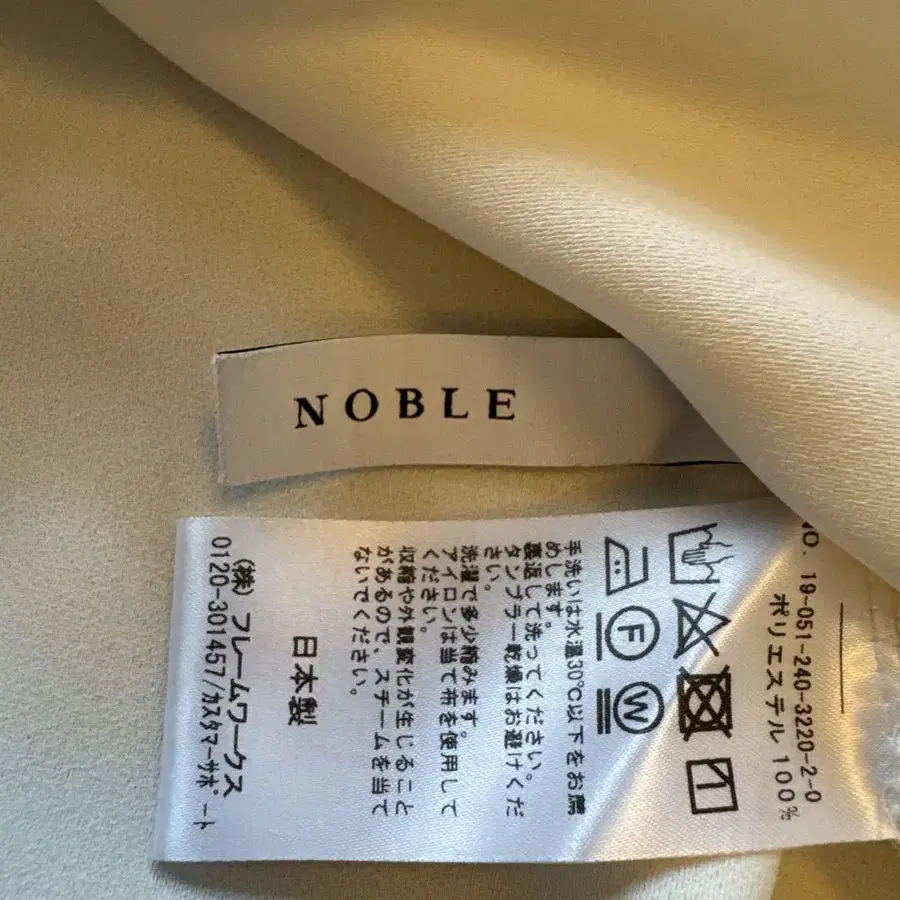 NOBLE
NO. 19-051-240-3220-2-0
ポリエステル 100%
F
W
手洗いは水温30℃以下をお薦
めします。
裏返して洗ってください。
タンブラー乾燥はお避けくだ
さい。
洗濯で多少縮みます。
アイロンは当て布を使用して
ください。
収縮や外観変化が生じること
があるので、スチームを当て
ないでください。
日本製
(株) フレームワークス
0120-301457/カスタマーサポート